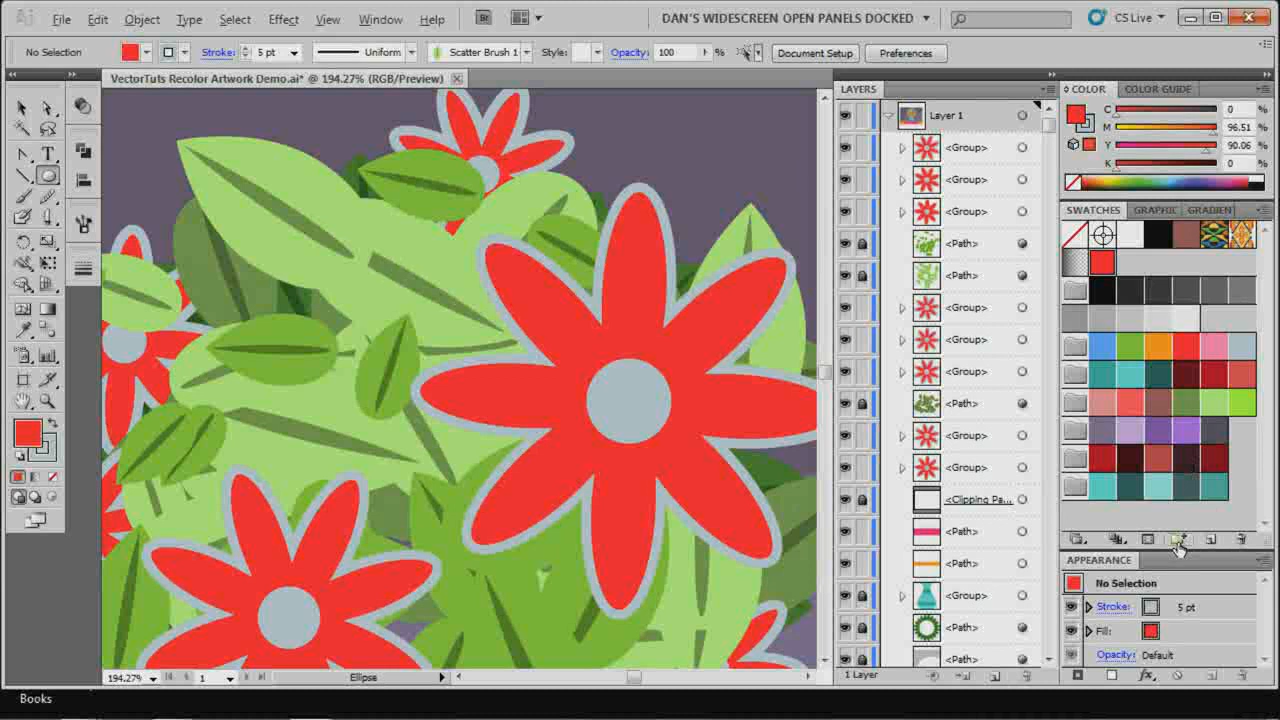 Ai File Edit Object Type Select Effect View Window Help Br DAN'S WIDESCREEN OPEN PANELS DOCKED CS Live
No Selection Stroke: 5 pt Uniform Scatter Brush 1 Style: Opacity: 100 % Document Setup Preferences
VectorTuts Recolor Artwork Demo.ai* @ 194.27% (RGB/Preview)
LAYERS
Layer 1
<Group>
<Group>
<Group>
<Path>
<Path>
<Group>
<Group>
<Group>
<Path>
<Group>
<Group>
<Clipping Pa...
<Path>
<Path>
<Group>
<Path>
<Path>
1 Layer
COLOR COLOR GUIDE
C 0
M 96.51
Y 90.06
K 0
%
SWATCHES GRAPHIC GRADIEN
APPEARANCE
No Selection
Stroke: 5 pt
Fill:
Opacity: Default
fx
194.27% 1 Ellipse
Books